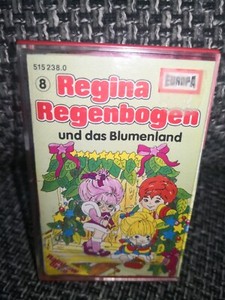 515 238.0
EUROPA
8 Regina
Regenbogen
und das Blumenland